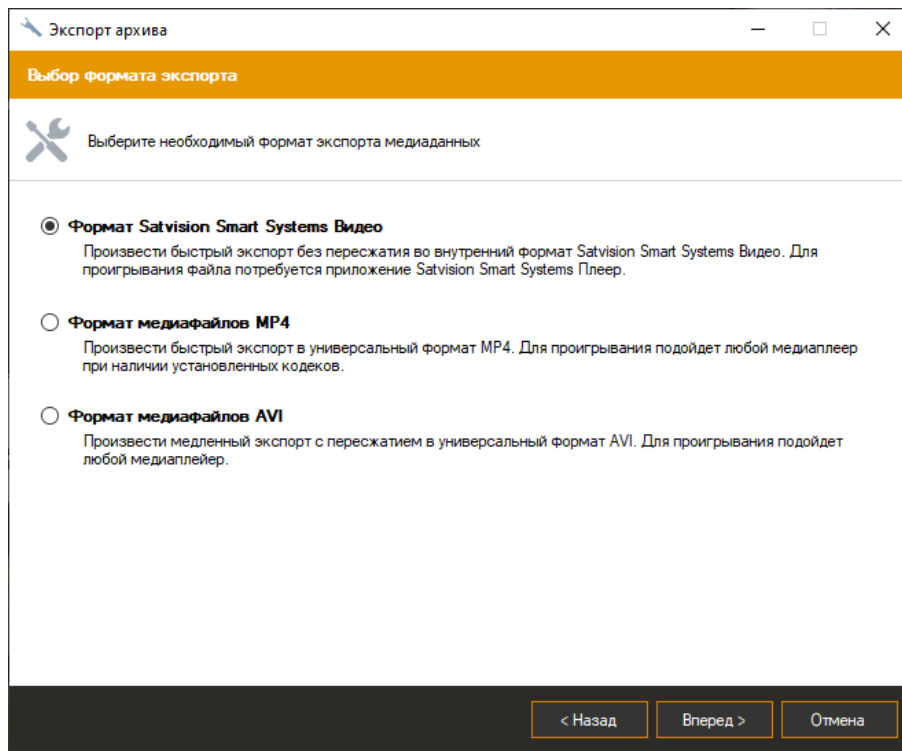 Экспорт архива
Выбор формата экспорта
Выберите необходимый формат экспорта медиаданных
Формат Satvision Smart Systems Видео
Произвести быстрый экспорт без пересжатия во внутренний формат Satvision Smart Systems Видео. Для
проигрывания файла потребуется приложение Satvision Smart Systems Плеер.
Формат медиафайлов MP4
Произвести быстрый экспорт в универсальный формат MP4. Для проигрывания подойдет любой медиаплеер
при наличии установленных кодеков.
Формат медиафайлов AVI
Произвести медленный экспорт с пересжатием в универсальный формат AVI. Для проигрывания подойдет
любой медиаплейер.
< Назад
Вперед >
Отмена